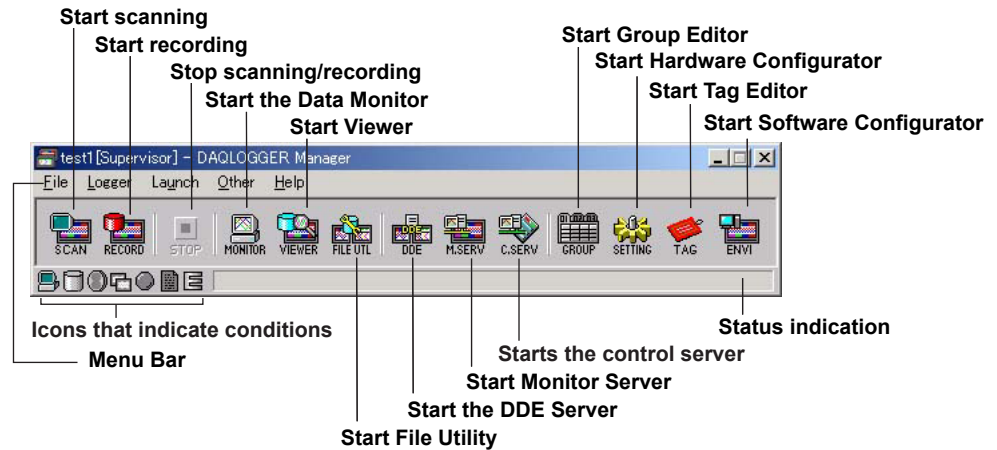 Start scanning
Start recording
Stop scanning/recording
Start the Data Monitor
Start Viewer
Start Group Editor
Start Hardware Configurator
Start Tag Editor
Start Software Configurator
test1 [Supervisor] - DAQLOGGER Manager
File Logger Launch Other Help
SCAN RECORD STOP MONITOR VIEWER FILE UTL DDE M.SERV C.SERV GROUP SETTING TAG ENVI
DDE
Icons that indicate conditions
Status indication
Menu Bar
Starts the control server
Start Monitor Server
Start the DDE Server
Start File Utility